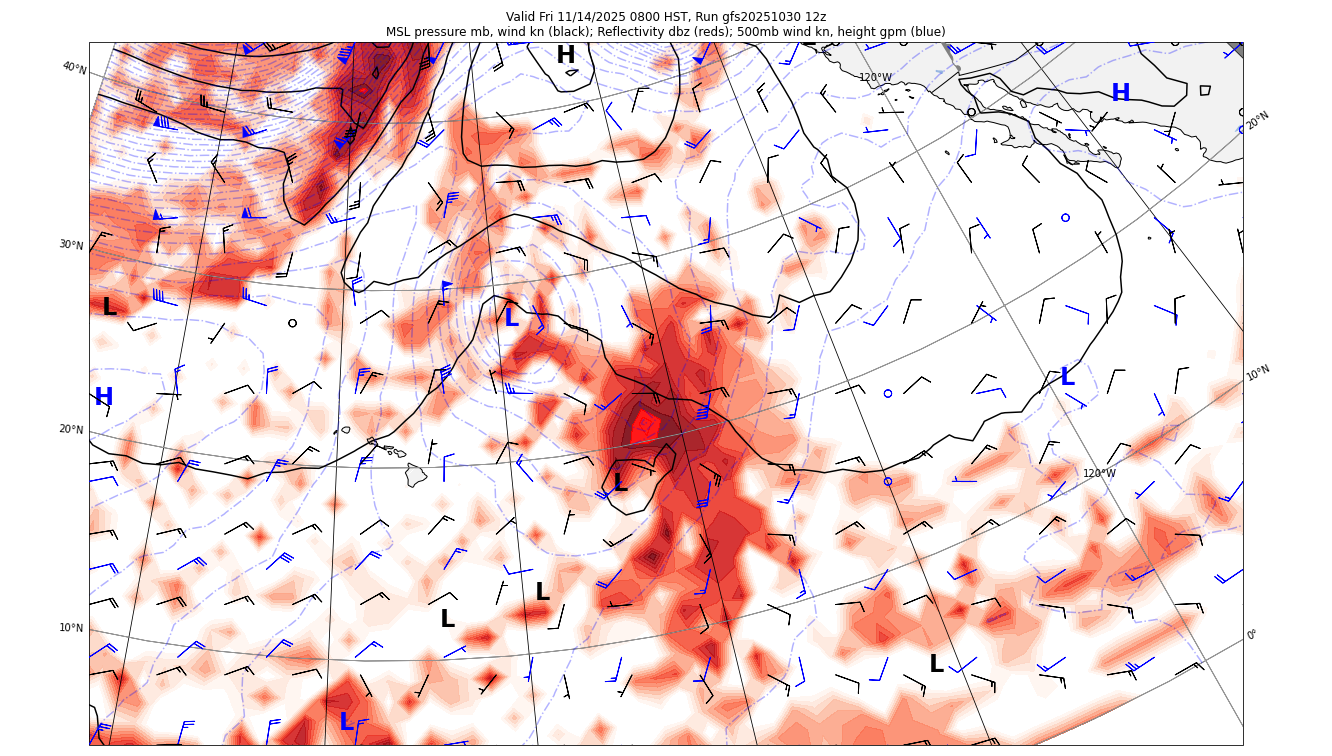 Valid Fri 11/14/2025 0800 HST, Run gfs20251030 12z
MSL pressure mb, wind kn (black); Reflectivity dbz (reds); 500mb wind kn, height gpm (blue)
H
40°N
120°W
H
20°N
30°N
L
L
H
L
10°N
20°N
120°W
L
L
L
10°N
0°
L
L